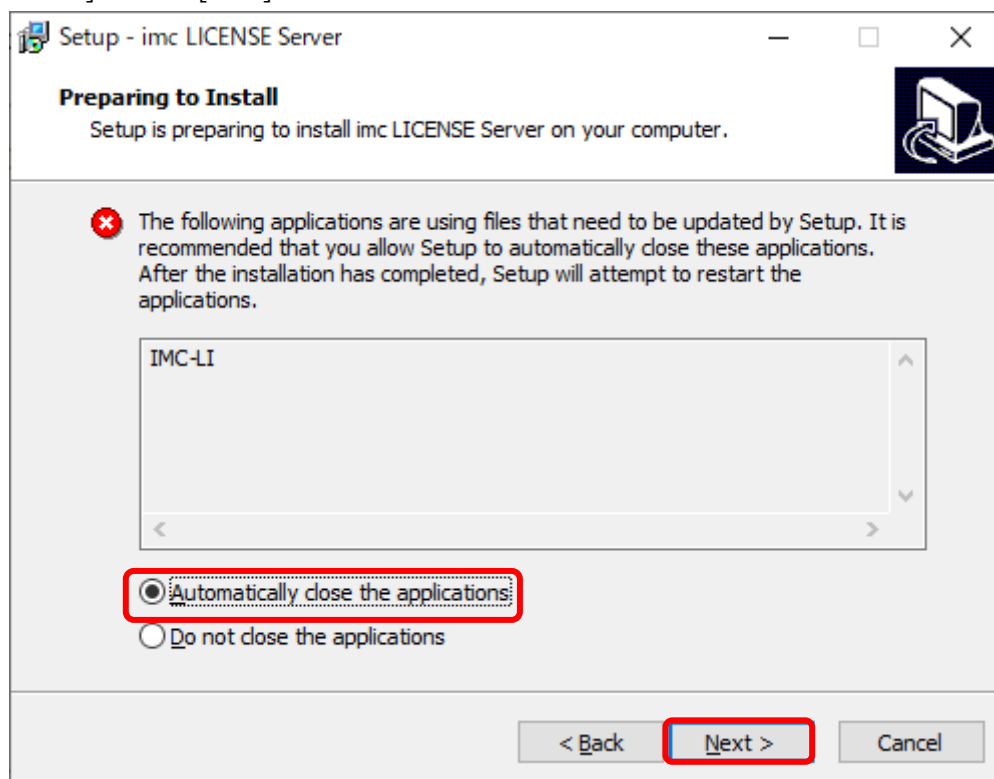 Setup - imc LICENSE Server
Preparing to Install
Setup is preparing to install imc LICENSE Server on your computer.
The following applications are using files that need to be updated by Setup. It is
recommended that you allow Setup to automatically close these applications.
After the installation has completed, Setup will attempt to restart the
applications.
IMC-LI
Automatically close the applications
Do not close the applications
< Back Next > Cancel